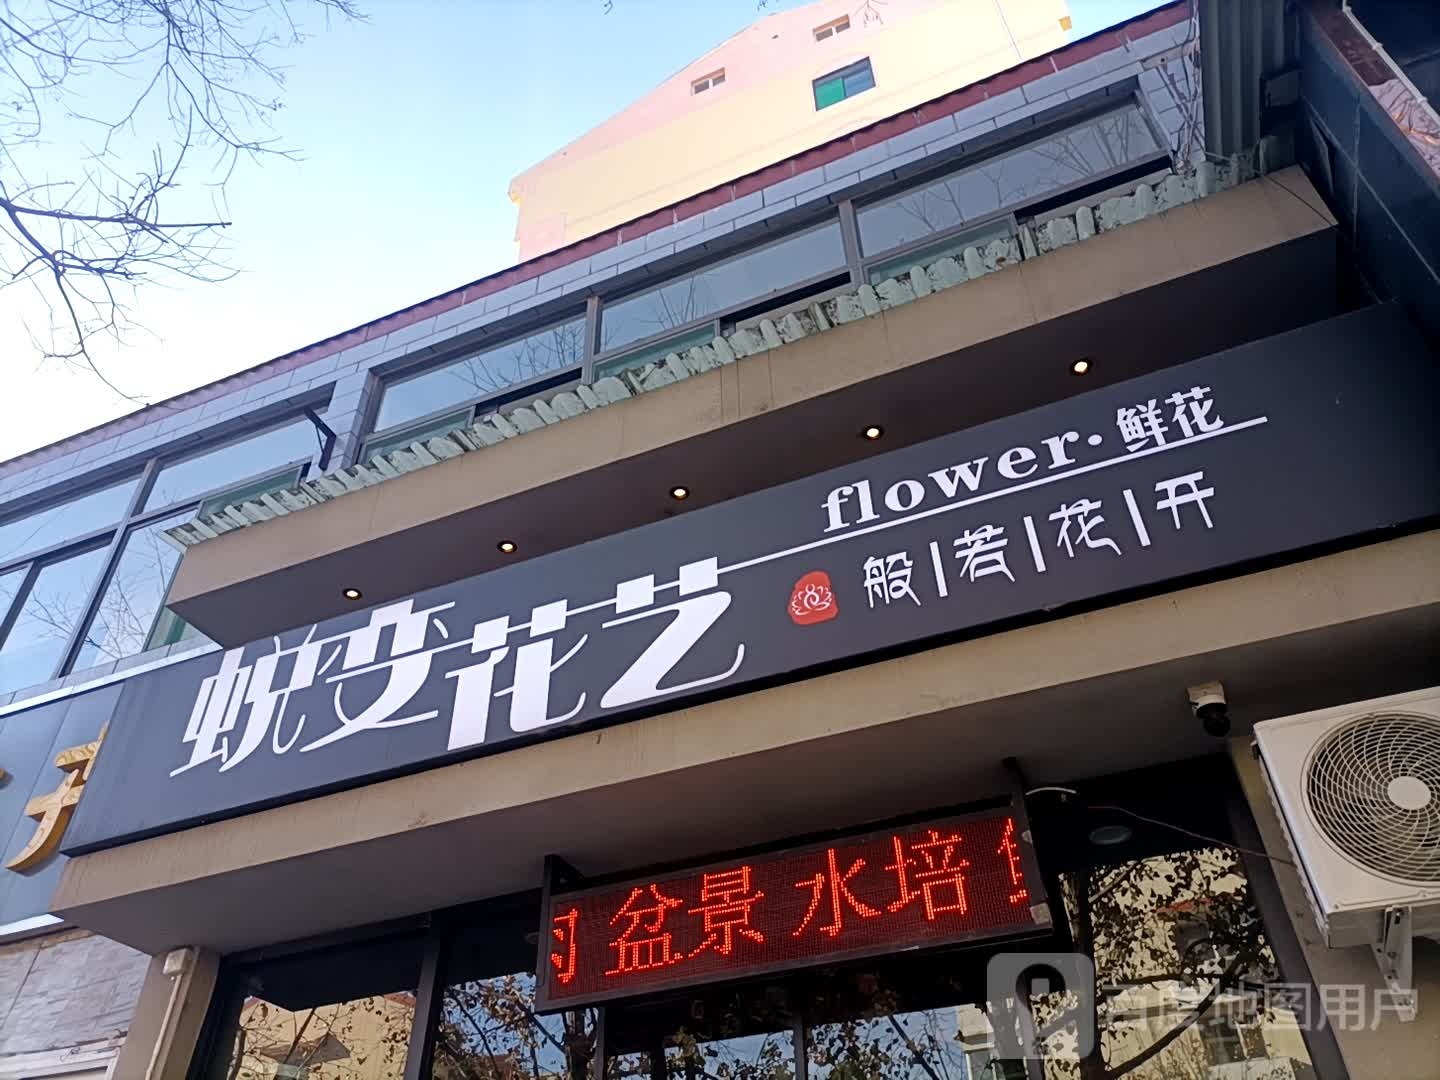 flower·鲜花
蜕变花艺
般|若|花|开
盆景 水培
百度地图用户